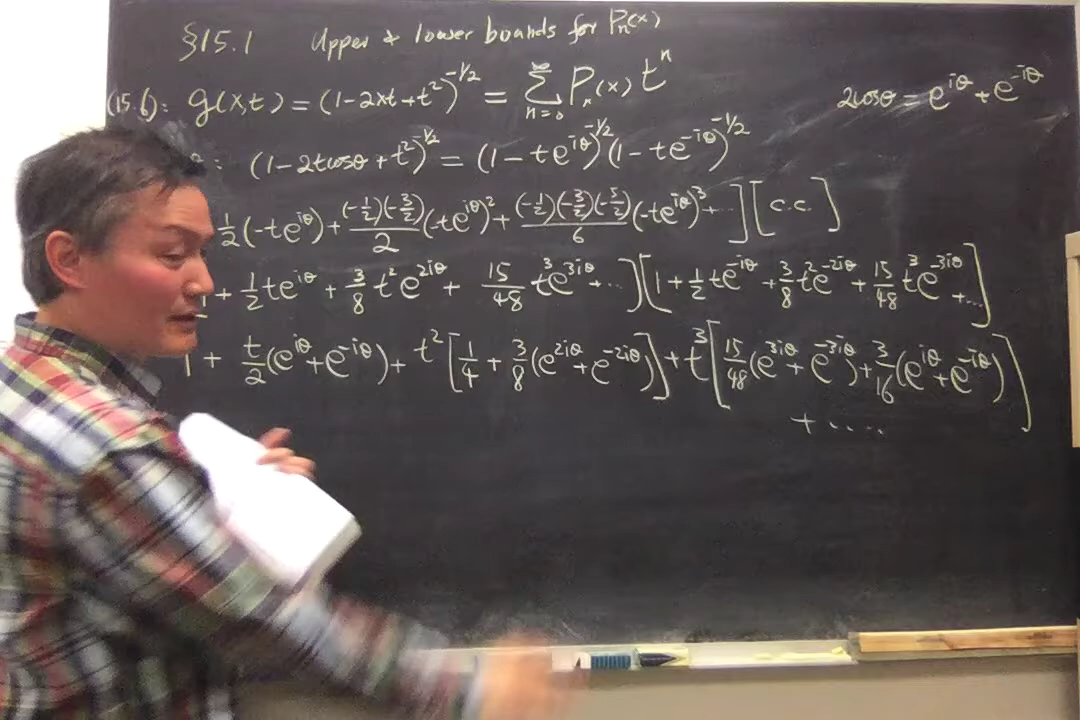 §15.1 Upper & lower bounds for Pₙ(x)
(15.6): g(x,t) = (1-2xt+t²)^{-1/2} = ∑_{n=0}^{∞} Pₙ(x) tⁿ
2cosθ = e^{iθ} + e^{-iθ}
: (1-2tcosθ+t²)^{-1/2} = (1-te^{iθ})^{-1/2}(1-te^{-iθ})^{-1/2}
1/2(-te^{iθ}) + (-1/2)(-3/2)/2 (-te^{iθ})² + (-1/2)(-3/2)(-5/2)/6 (-te^{iθ})³+...][c.c.]
1 + 1/2 te^{iθ} + 3/8 t²e^{2iθ} + 15/48 t³e^{3iθ}+...][1 + 1/2 te^{-iθ} + 3/8 t²e^{-2iθ} + 15/48 t³e^{-3iθ}+...]
1 + t/2 (e^{iθ}+e^{-iθ}) + t²[1/4 + 3/8 (e^{2iθ}+e^{-2iθ})] + t³[15/48 (e^{3iθ}+e^{-3iθ}) + 3/16 (e^{iθ}+e^{-iθ})]
+ ....